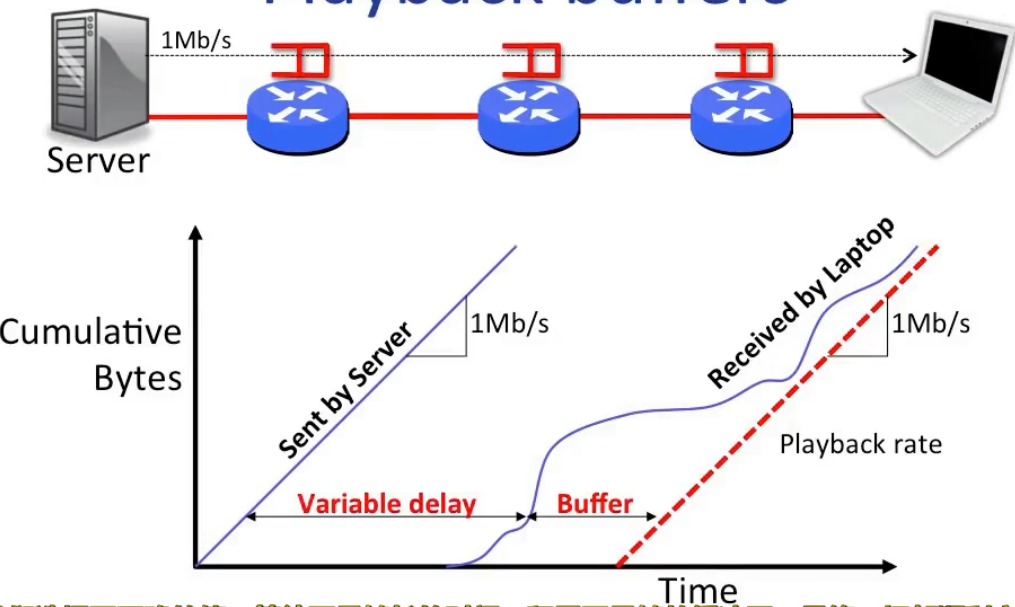 Playback buffers
1Mb/s
Server
Cumulative
Bytes
Sent by Server
1Mb/s
Received by Laptop
1Mb/s
Playback rate
Variable delay
Buffer
Time